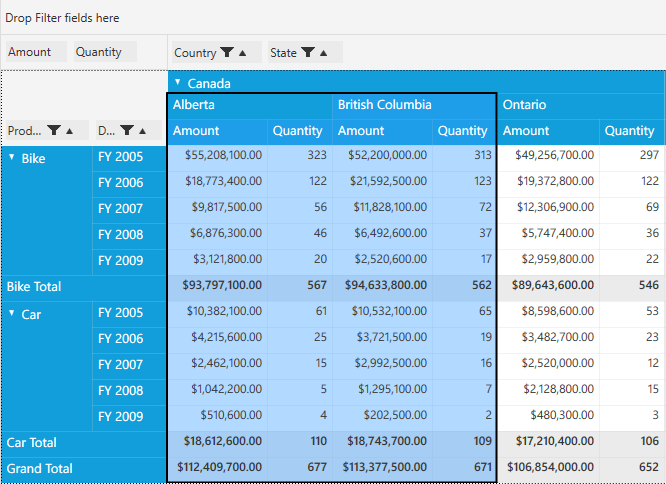 Drop Filter fields here
Amount Quantity Country State
Canada
Alberta British Columbia Ontario
Prod... D... Amount Quantity Amount Quantity Amount Quantity
Bike FY 2005 $55,208,100.00 323 $52,200,000.00 313 $49,256,700.00 297
FY 2006 $18,773,400.00 122 $21,592,500.00 123 $19,372,800.00 122
FY 2007 $9,817,500.00 56 $11,828,100.00 72 $12,306,900.00 69
FY 2008 $6,876,300.00 46 $6,492,600.00 37 $5,747,400.00 36
FY 2009 $3,121,800.00 20 $2,520,600.00 17 $2,959,800.00 22
Bike Total $93,797,100.00 567 $94,633,800.00 562 $89,643,600.00 546
Car FY 2005 $10,382,100.00 61 $10,532,100.00 65 $8,598,600.00 53
FY 2006 $4,215,600.00 25 $3,721,500.00 19 $3,482,700.00 23
FY 2007 $2,462,100.00 15 $2,992,500.00 16 $2,520,000.00 12
FY 2008 $1,042,200.00 5 $1,295,100.00 7 $2,128,800.00 15
FY 2009 $510,600.00 4 $202,500.00 2 $480,300.00 3
Car Total $18,612,600.00 110 $18,743,700.00 109 $17,210,400.00 106
Grand Total $112,409,700.00 677 $113,377,500.00 671 $106,854,000.00 652